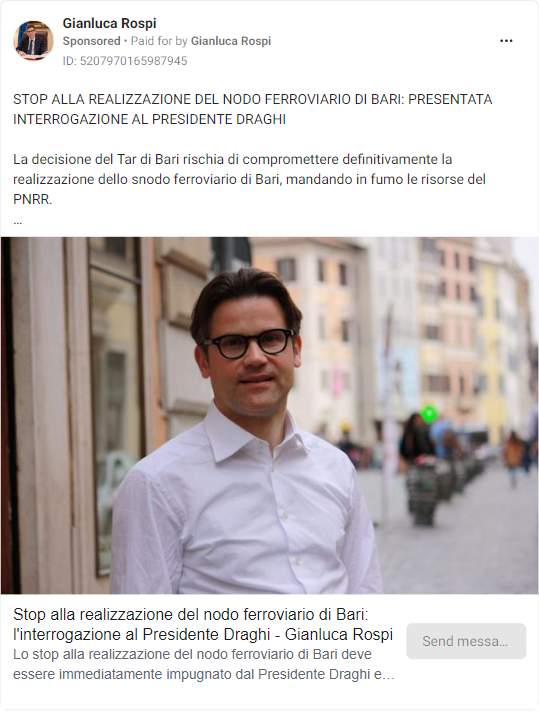 Gianluca Rospi
Sponsored • Paid for by Gianluca Rospi
ID: 5207970165987945
STOP ALLA REALIZZAZIONE DEL NODO FERROVIARIO DI BARI: PRESENTATA
INTERROGAZIONE AL PRESIDENTE DRAGHI
La decisione del Tar di Bari rischia di compromettere definitivamente la
realizzazione dello snodo ferroviario di Bari, mandando in fumo le risorse del
PNRR.
...
Stop alla realizzazione del nodo ferroviario di Bari:
l'interrogazione al Presidente Draghi - Gianluca Rospi
Lo stop alla realizzazione del nodo ferroviario di Bari deve
essere immediatamente impugnato dal Presidente Draghi e...
Send messa...